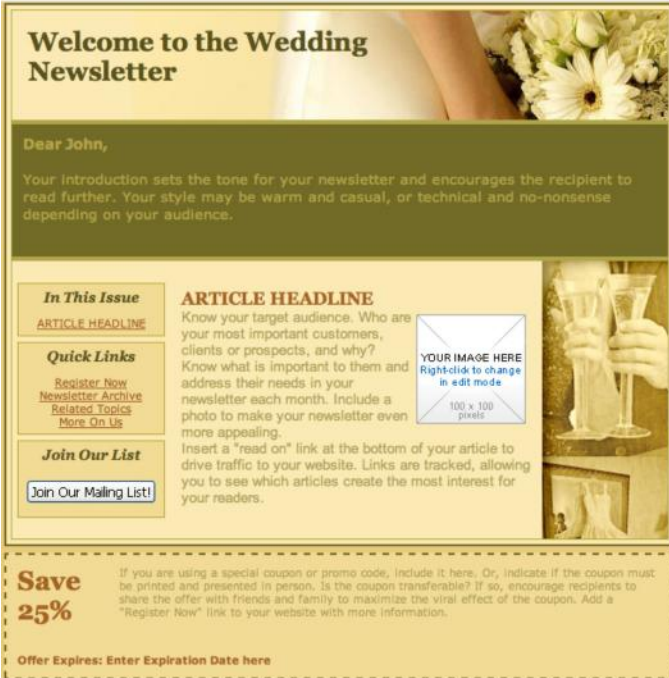 Welcome to the Wedding
Newsletter
Dear John,
Your introduction sets the tone for your newsletter and encourages the recipient to
read further. Your style may be warm and casual, or technical and no-nonsense
depending on your audience.
In This Issue
ARTICLE HEADLINE
Quick Links
Register Now
Newsletter Archive
Related Topics
More On Us
Join Our List
Join Our Mailing List!
ARTICLE HEADLINE
Know your target audience. Who are
your most important customers,
clients or prospects, and why?
Know what is important to them and
address their needs in your
newsletter each month. Include a
photo to make your newsletter even
more appealing.
Insert a "read on" link at the bottom of your article to
drive traffic to your website. Links are tracked, allowing
you to see which articles create the most interest for
your readers.
YOUR IMAGE HERE
Right-click to change
in edit mode
100 x 100
pixels
Save
25%
If you are using a special coupon or promo code, include it here. Or, indicate if the coupon must
be printed and presented in person. Is the coupon transferable? If so, encourage recipients to
share the offer with friends and family to maximize the viral effect of the coupon. Add a
"Register Now" link to your website with more information.
Offer Expires: Enter Expiration Date here